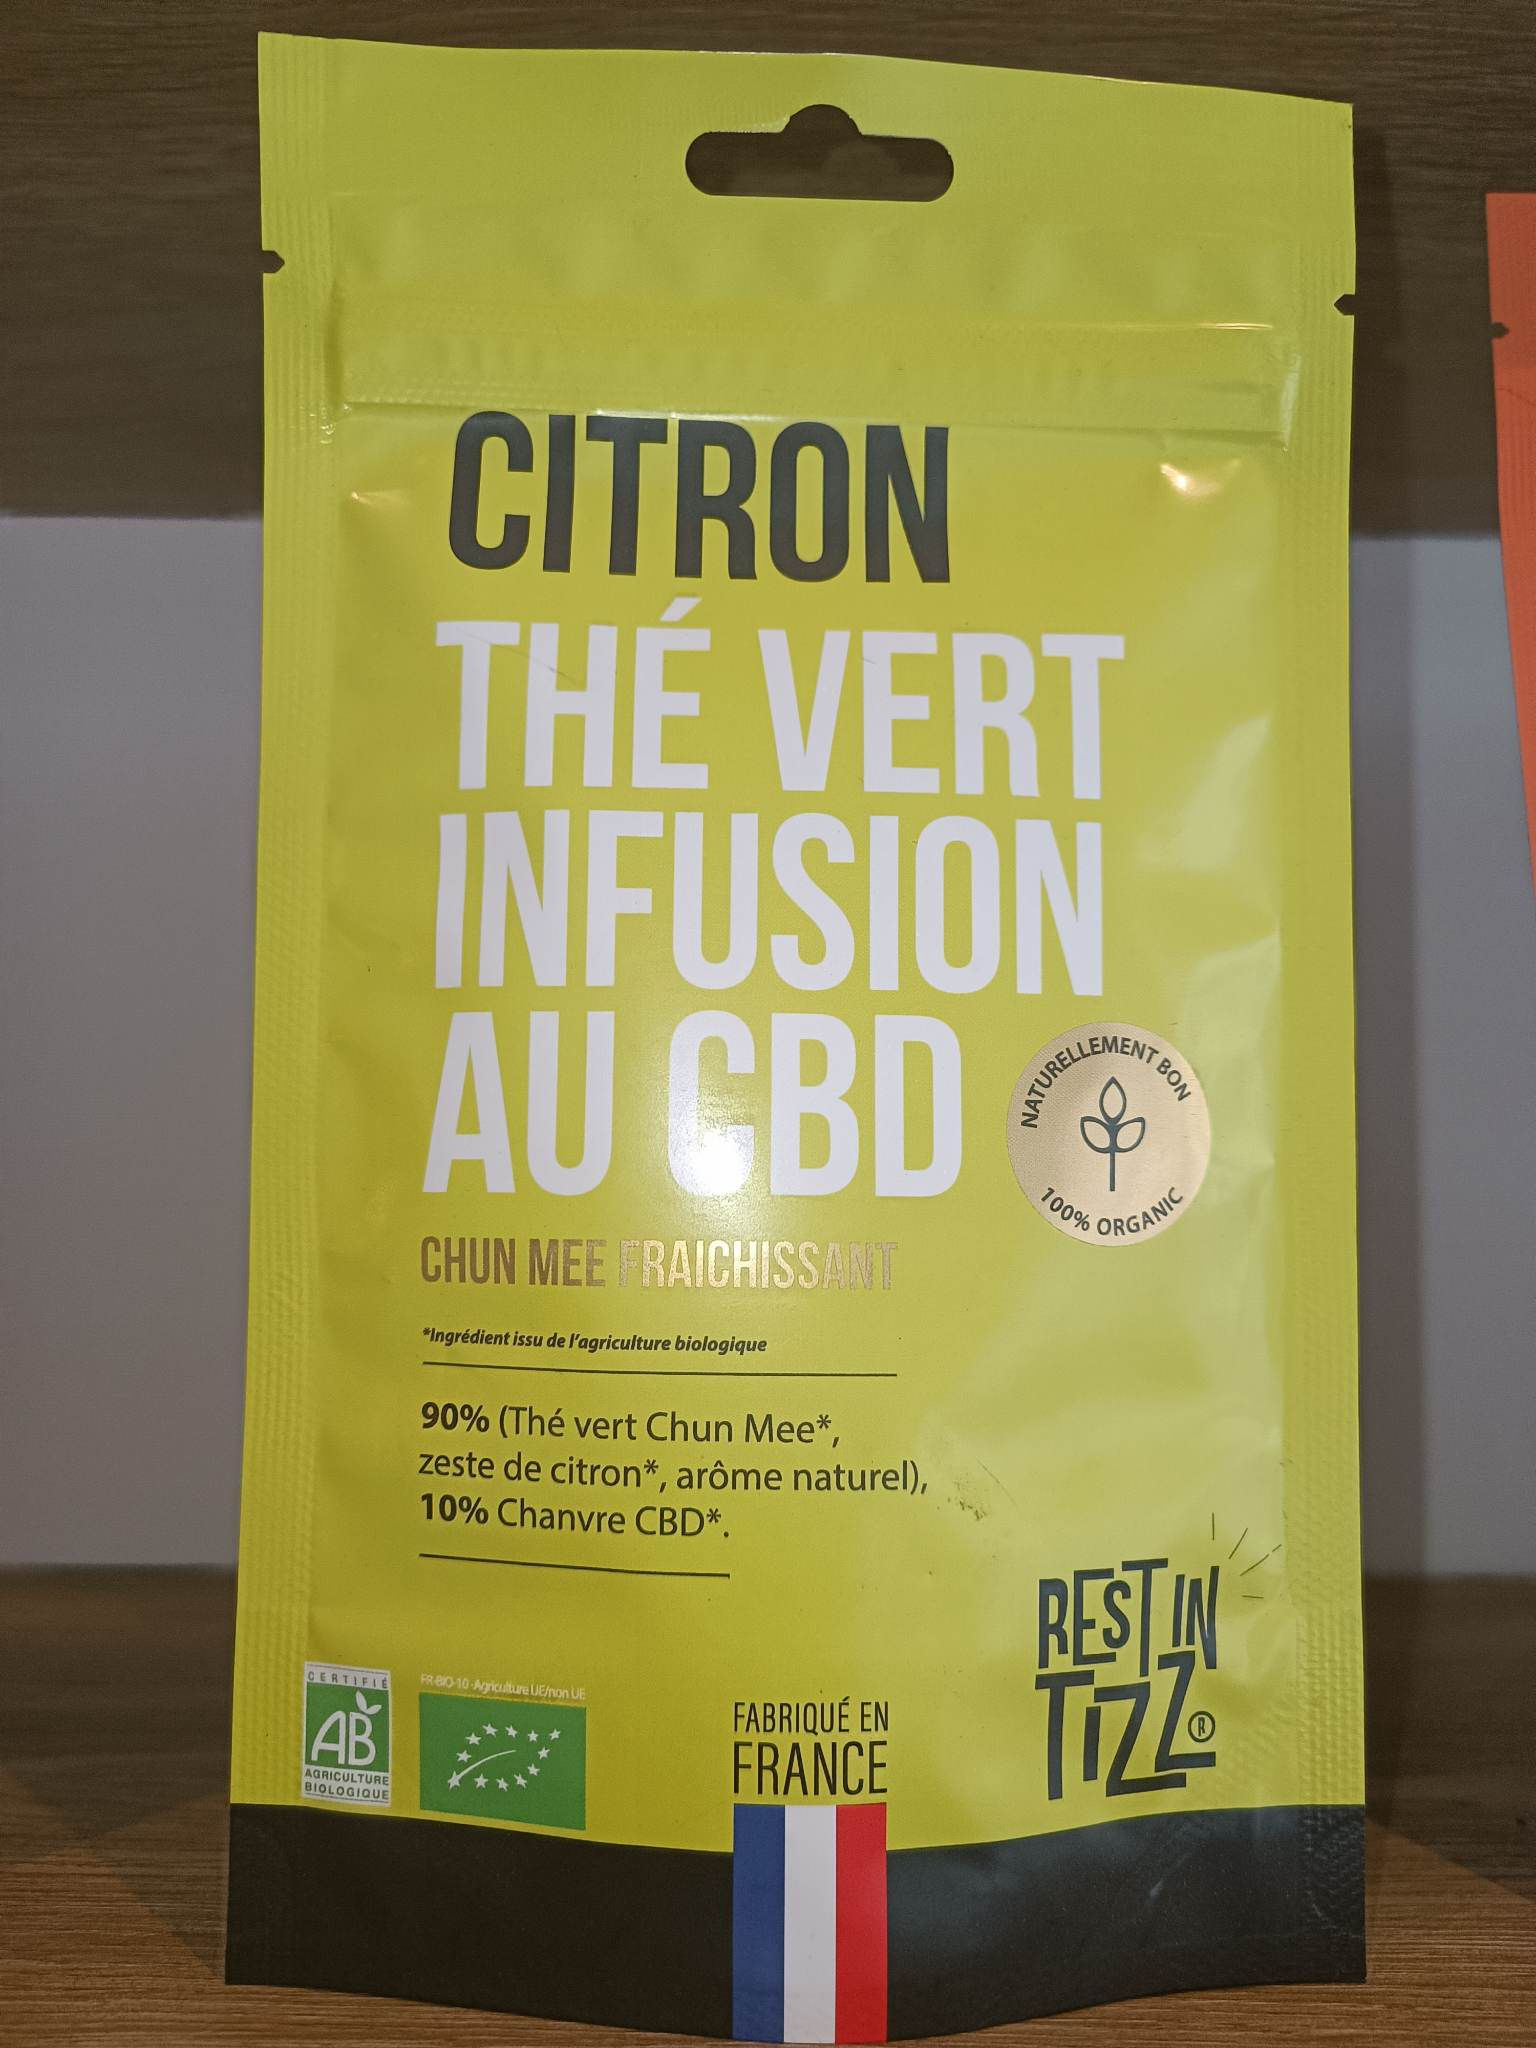 CITRON
THÉ VERT
INFUSION
AU CBD
NATURELLEMENT BON
100% ORGANIC
CHUN MEE FRAICHISSANT
*Ingrédient issu de l'agriculture biologique
90% (Thé vert Chun Mee*,
zeste de citron*, arôme naturel),
10% Chanvre CBD*.
REST IN
TIZZ®
CERTIFIÉ
AB
AGRICULTURE
BIOLOGIQUE
FR-BIO-10 -Agriculture UE/non UE
FABRIQUÉ EN
FRANCE